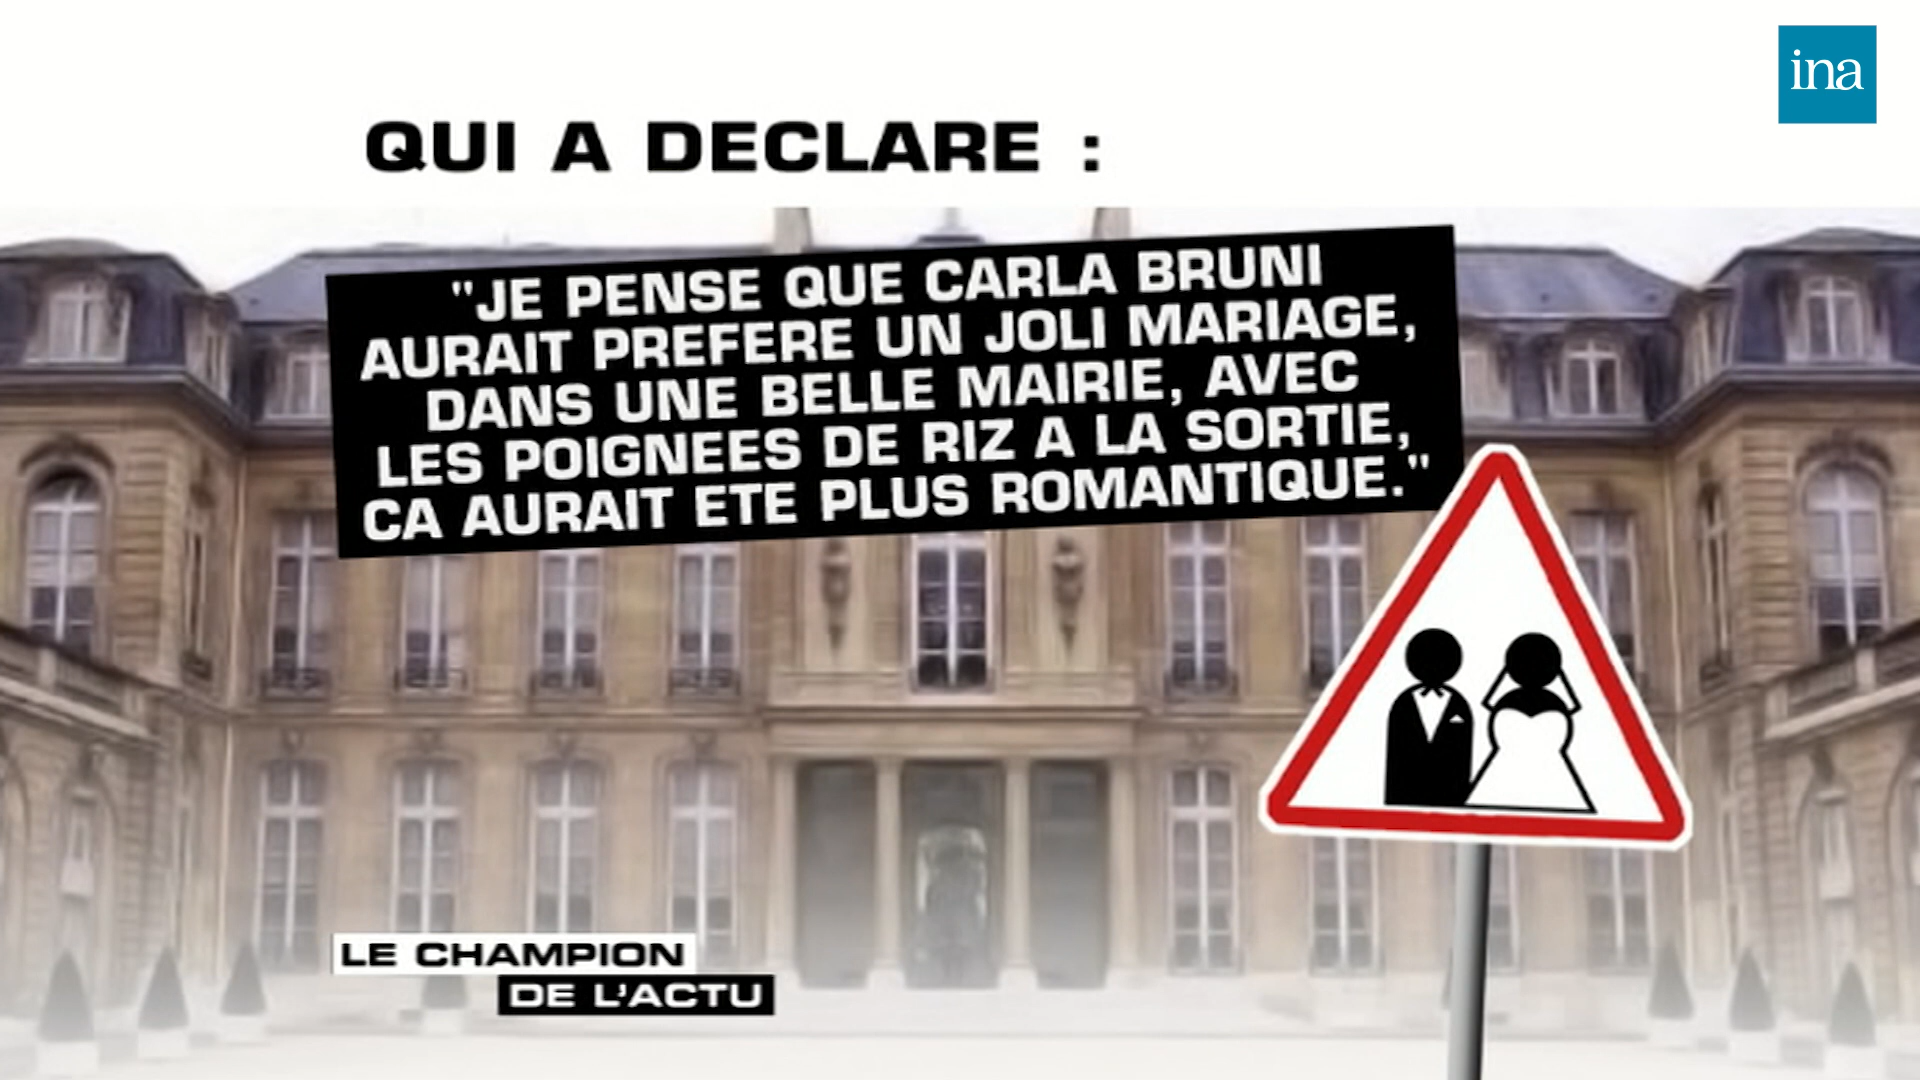 ina
QUI A DECLARE :
"JE PENSE QUE CARLA BRUNI
AURAIT PREFERE UN JOLI MARIAGE,
DANS UNE BELLE MAIRIE, AVEC
LES POIGNEES DE RIZ A LA SORTIE,
CA AURAIT ETE PLUS ROMANTIQUE."
LE CHAMPION
DE L'ACTU